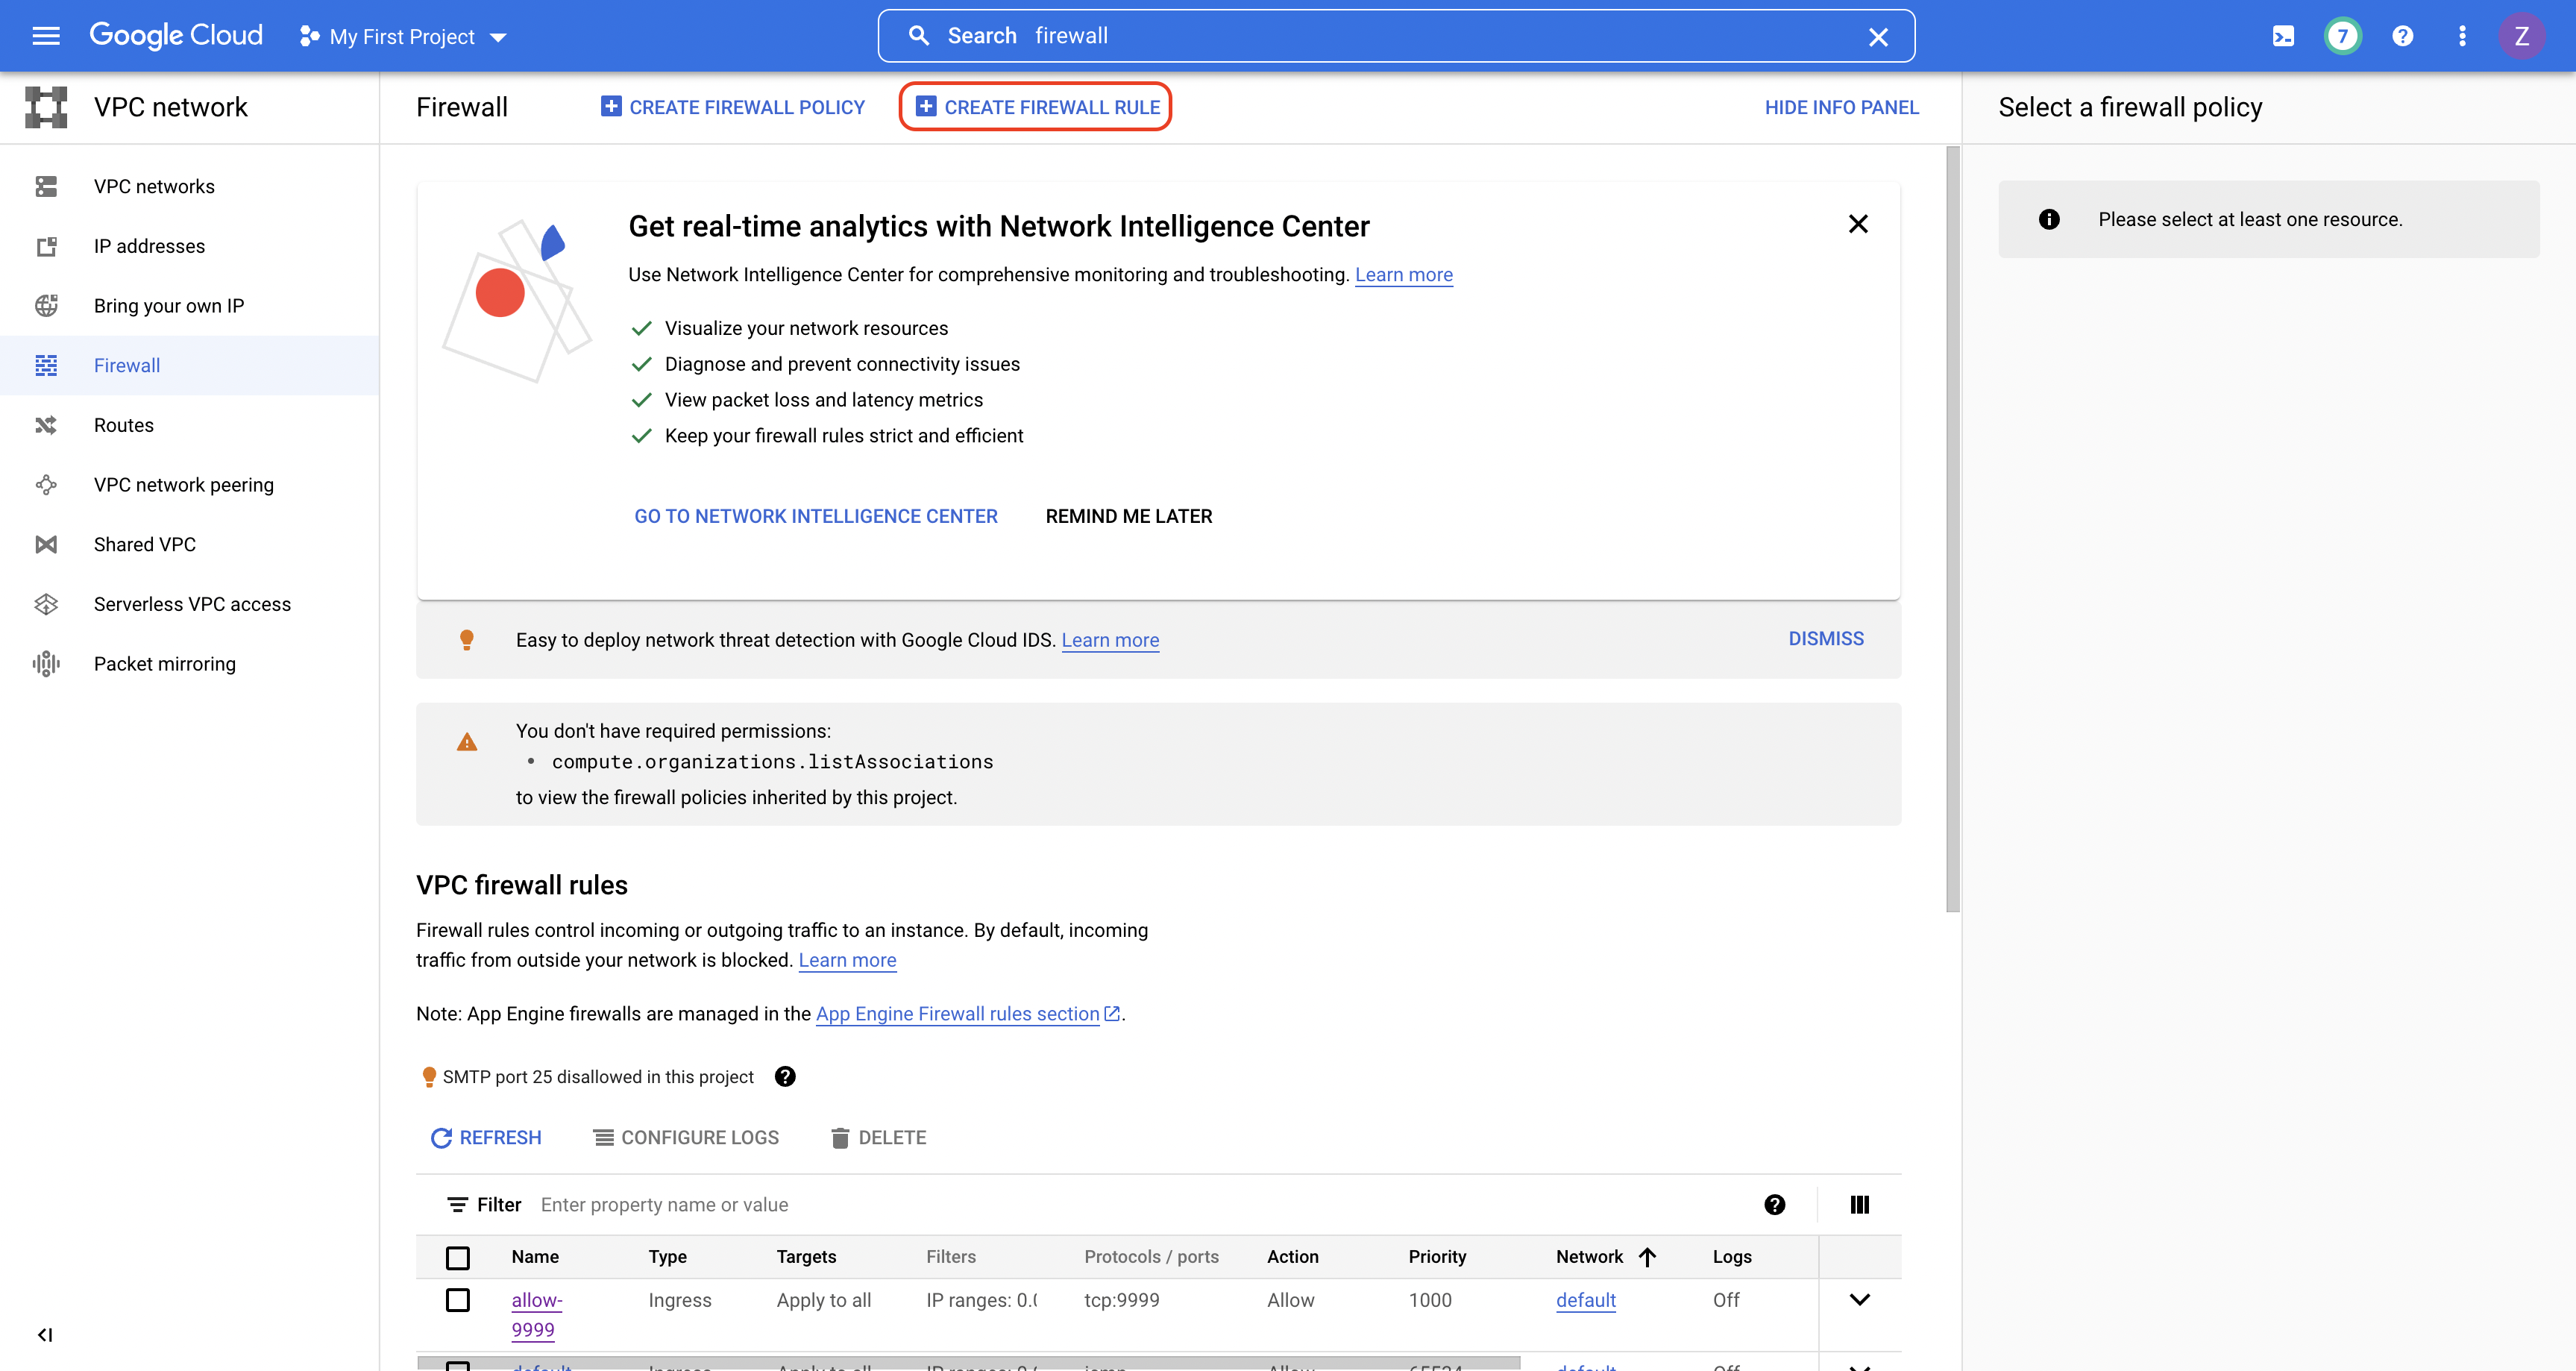 Google Cloud
My First Project
Search firewall
7
Z
VPC network
Firewall
CREATE FIREWALL POLICY
CREATE FIREWALL RULE
HIDE INFO PANEL
Select a firewall policy
VPC networks
IP addresses
Bring your own IP
Firewall
Routes
VPC network peering
Shared VPC
Serverless VPC access
Packet mirroring
Get real-time analytics with Network Intelligence Center
Use Network Intelligence Center for comprehensive monitoring and troubleshooting. Learn more
Visualize your network resources
Diagnose and prevent connectivity issues
View packet loss and latency metrics
Keep your firewall rules strict and efficient
GO TO NETWORK INTELLIGENCE CENTER
REMIND ME LATER
Please select at least one resource.
Easy to deploy network threat detection with Google Cloud IDS. Learn more
DISMISS
You don't have required permissions:
• compute.organizations.listAssociations
to view the firewall policies inherited by this project.
VPC firewall rules
Firewall rules control incoming or outgoing traffic to an instance. By default, incoming
traffic from outside your network is blocked. Learn more
Note: App Engine firewalls are managed in the App Engine Firewall rules section.
SMTP port 25 disallowed in this project
REFRESH
CONFIGURE LOGS
DELETE
Filter Enter property name or value
Name Type Targets Filters Protocols / ports Action Priority Network Logs
allow-
9999
Ingress Apply to all IP ranges: 0.( tcp:9999 Allow 1000 default Off